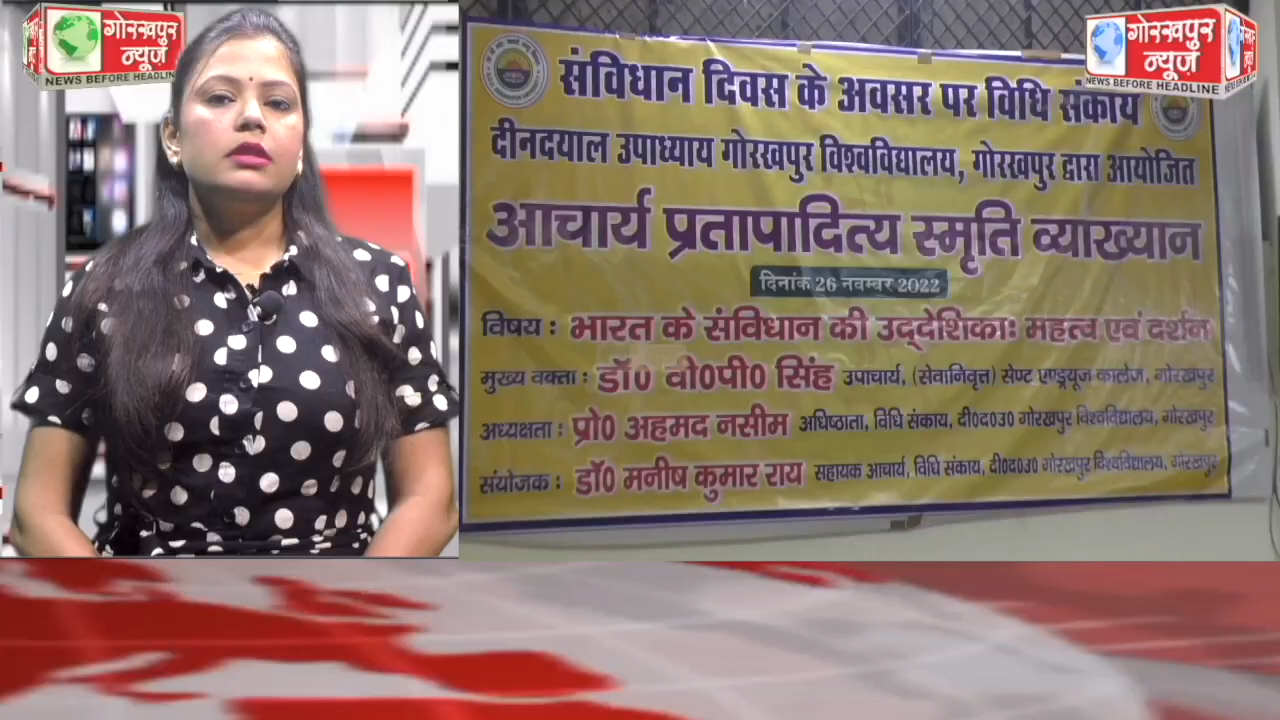 गोरखपुर
न्यूज़
NEWS BEFORE HEADLINE
गोरखपुर
न्यूज़
NEWS BEFORE HEADLINE
संविधान दिवस के अवसर पर विधि संकाय
दीनदयाल उपाध्याय गोरखपुर विश्वविद्यालय, गोरखपुर द्वारा आयोजित
आचार्य प्रतापादित्य स्मृति व्याख्यान
दिनांक 26 नवम्बर 2022
विषय : भारत के संविधान की उद्देशिकाः महत्व एवं दर्शन
मुख्य वक्ता : डॉ0 वी0पी0 सिंह उपाचार्य, (सेवानिवृत्त) सेण्ट एण्ड्रयूज कालेज, गोरखपुर
अध्यक्षता : प्रो0 अहमद नसीम अधिष्ठाता, विधि संकाय, दी0द0उ0 गोरखपुर विश्वविद्यालय, गोरखपुर
संयोजक : डॉ0 मनीष कुमार राय सहायक आचार्य, विधि संकाय, दी0द0उ0 गोरखपुर विश्वविद्यालय, गोरखपुर